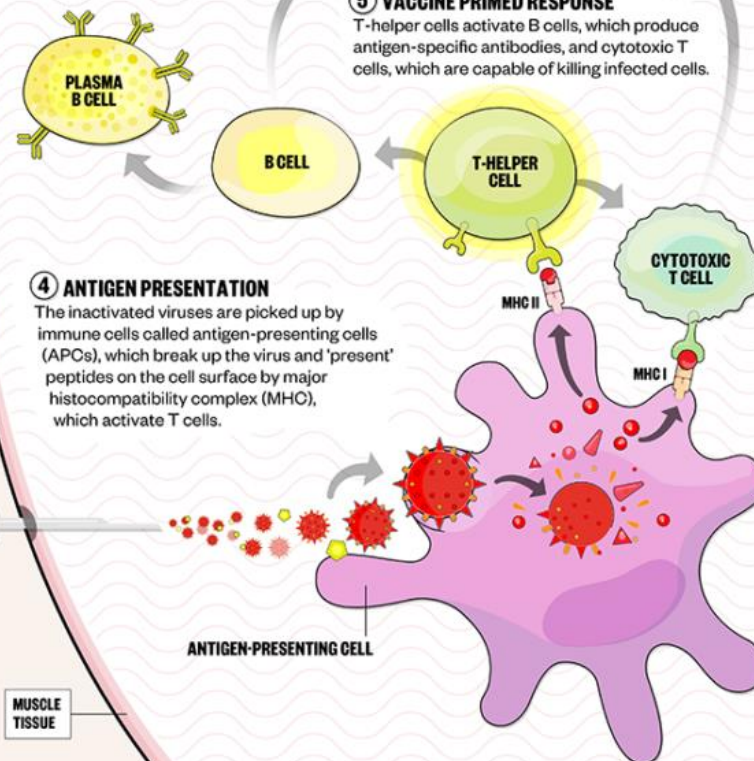 5 VACCINE PRIMED RESPONSE
T-helper cells activate B cells, which produce
antigen-specific antibodies, and cytotoxic T
cells, which are capable of killing infected cells.
PLASMA
B CELL
B CELL
T-HELPER
CELL
CYTOTOXIC
T CELL
4 ANTIGEN PRESENTATION
The inactivated viruses are picked up by
immune cells called antigen-presenting cells
(APCs), which break up the virus and 'present'
peptides on the cell surface by major
histocompatibility complex (MHC),
which activate T cells.
MHC II
MHC I
ANTIGEN-PRESENTING CELL
MUSCLE
TISSUE